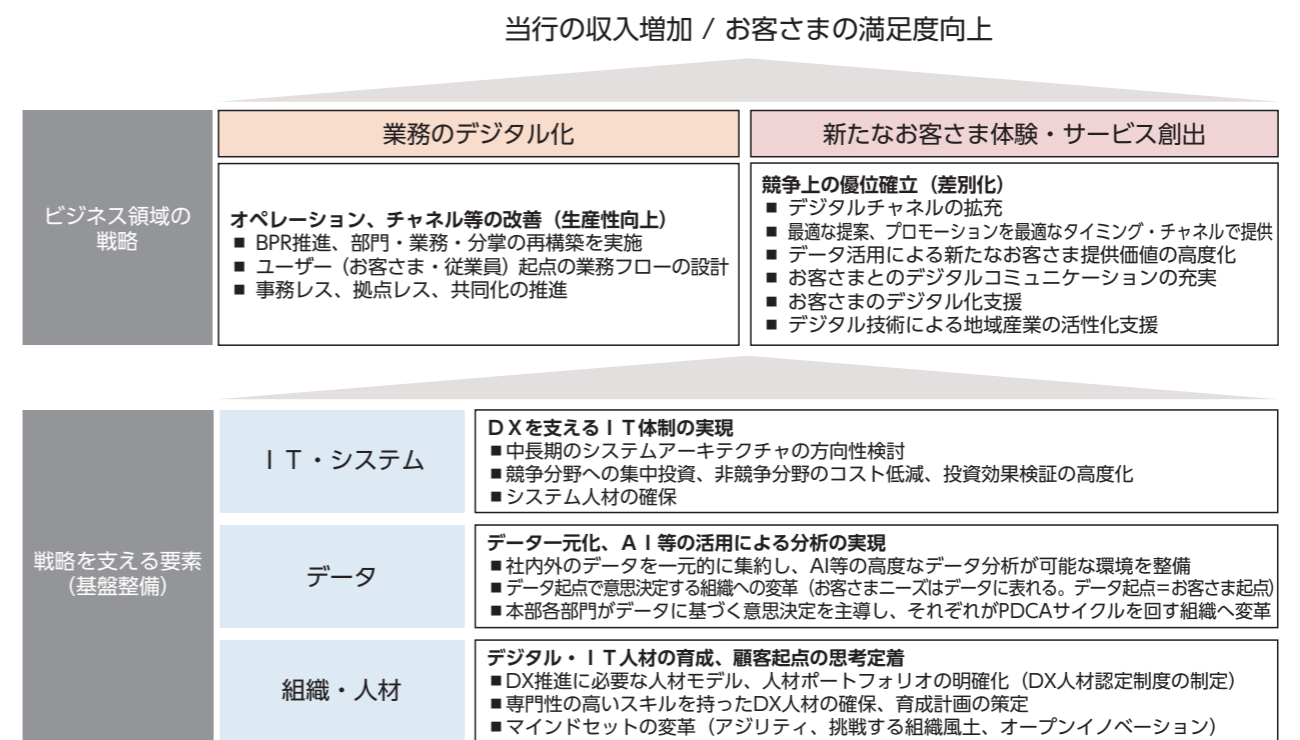 当行の収入増加 / お客さまの満足度向上
ビジネス領域の
戦略
業務のデジタル化
オペレーション、チャネル等の改善（生産性向上）
■ BPR推進、部門・業務・分掌の再構築を実施
■ ユーザー（お客さま・従業員）起点の業務フローの設計
■ 事務レス、拠点レス、共同化の推進
新たなお客さま体験・サービス創出
競争上の優位確立（差別化）
■ デジタルチャネルの拡充
■ 最適な提案、プロモーションを最適なタイミング・チャネルで提供
■ データ活用による新たなお客さま提供価値の高度化
■ お客さまとのデジタルコミュニケーションの充実
■ お客さまのデジタル化支援
■ デジタル技術による地域産業の活性化支援
戦略を支える要素
（基盤整備）
ＩＴ・システム
ＤＸを支えるＩＴ体制の実現
■中長期のシステムアーキテクチャの方向性検討
■競争分野への集中投資、非競争分野のコスト低減、投資効果検証の高度化
■システム人材の確保
データ
データ一元化、ＡＩ等の活用による分析の実現
■社内外のデータを一元的に集約し、AI等の高度なデータ分析が可能な環境を整備
■データ起点で意思決定する組織への変革（お客さまニーズはデータに表れる。データ起点＝お客さま起点）
■本部各部門がデータに基づく意思決定を主導し、それぞれがPDCAサイクルを回す組織へ変革
組織・人材
デジタル・ＩＴ人材の育成、顧客起点の思考定着
■DX推進に必要な人材モデル、人材ポートフォリオの明確化（DX人材認定制度の制定）
■専門性の高いスキルを持ったDX人材の確保、育成計画の策定
■マインドセットの変革（アジリティ、挑戦する組織風土、オープンイノベーション）